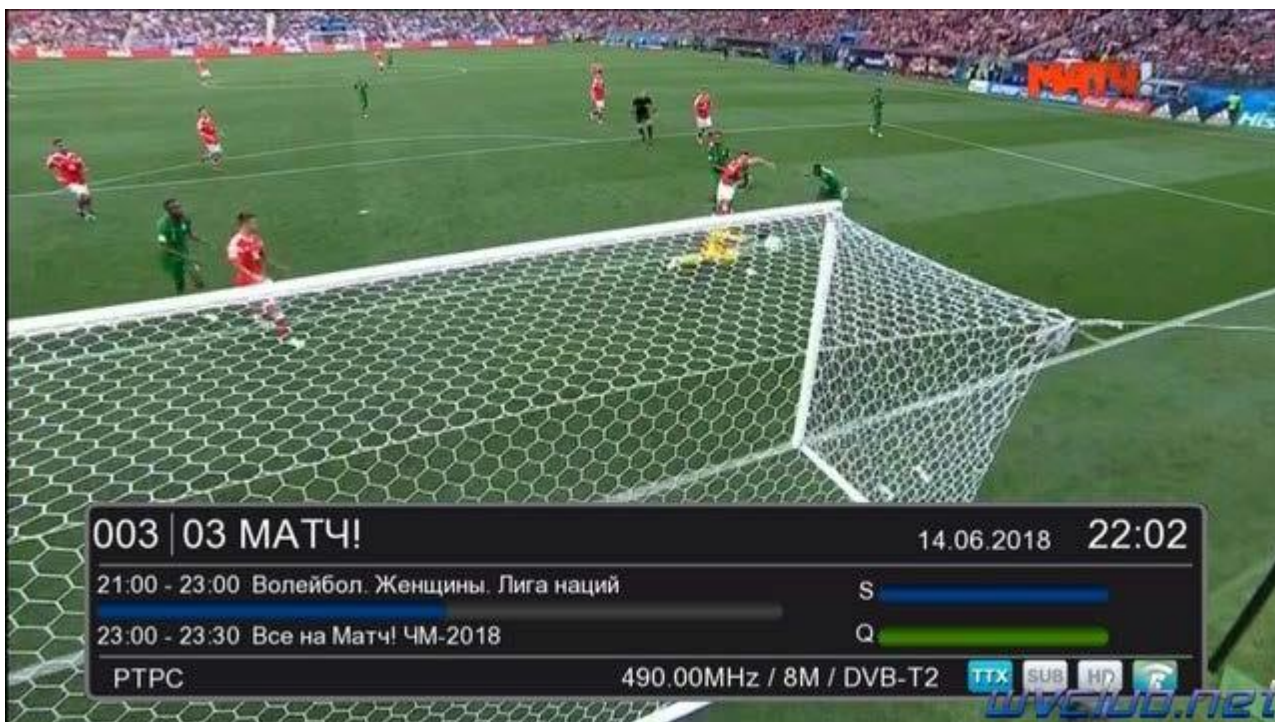 МАТЧ!
His
003 03 МАТЧ!
14.06.2018 22:02
21:00 - 23:00 Волейбол. Женщины. Лига наций
S
23:00 - 23:30 Все на Матч! ЧМ-2018
Q
РТРС
490.00MHz / 8M / DVB-T2
TTX SUB HD
wvclub.net